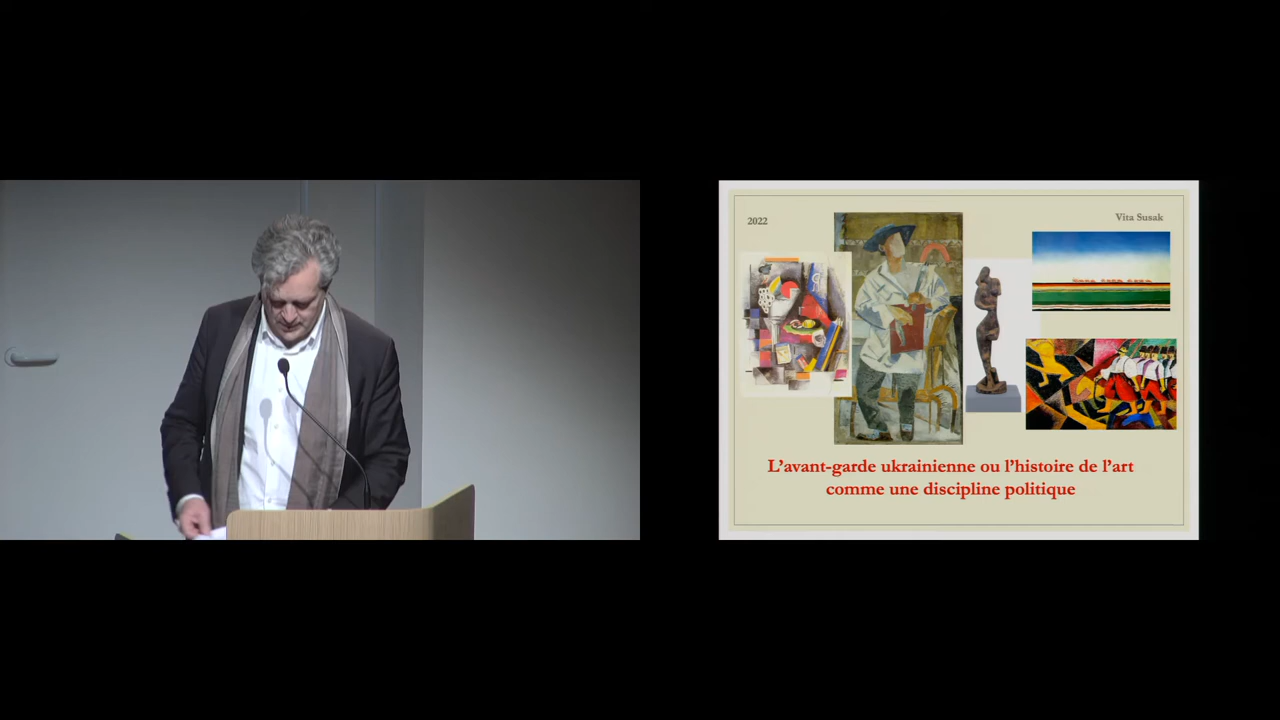 2022
Vita Susak
L'avant-garde ukrainienne ou l'histoire de l'art
comme une discipline politique